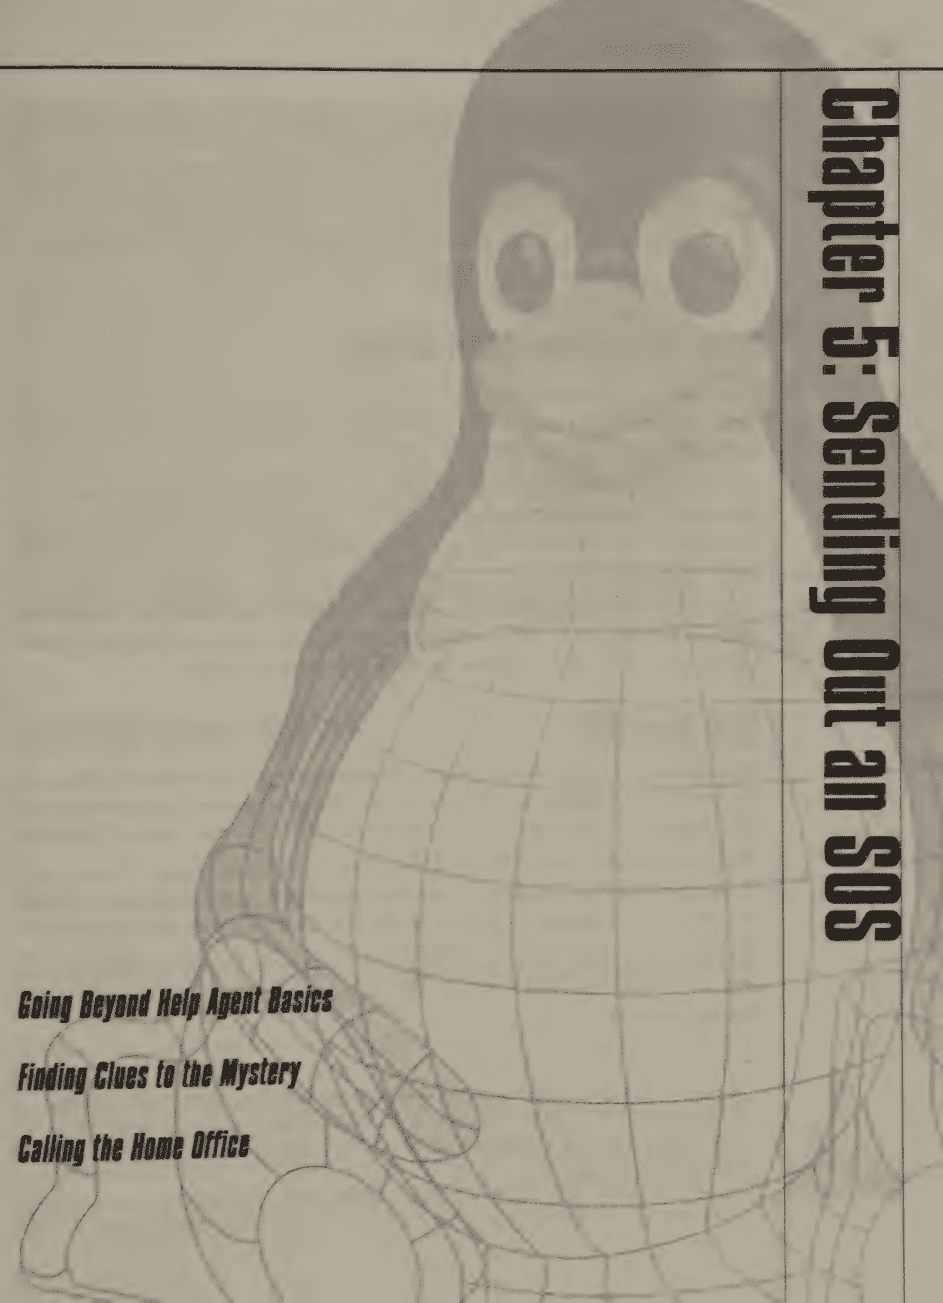 Chapter 5: Sending Out an SOS
Going Beyond Help Agent Basics
Finding Clues to the Mystery
Calling the Home Office